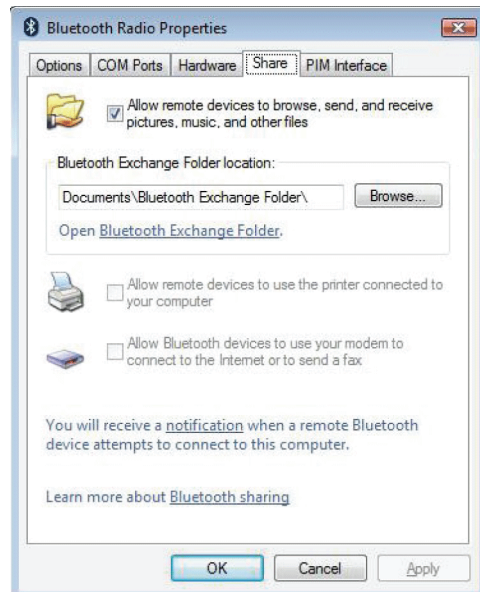 Bluetooth Radio Properties
Options COM Ports Hardware Share PIM Interface
Allow remote devices to browse, send, and receive
pictures, music, and other files
Bluetooth Exchange Folder location:
Documents\Bluetooth Exchange Folder\ Browse...
Open Bluetooth Exchange Folder.
Allow remote devices to use the printer connected to
your computer
Allow Bluetooth devices to use your modem to
connect to the Internet or to send a fax
You will receive a notification when a remote Bluetooth
device attempts to connect to this computer.
Learn more about Bluetooth sharing
OK Cancel Apply